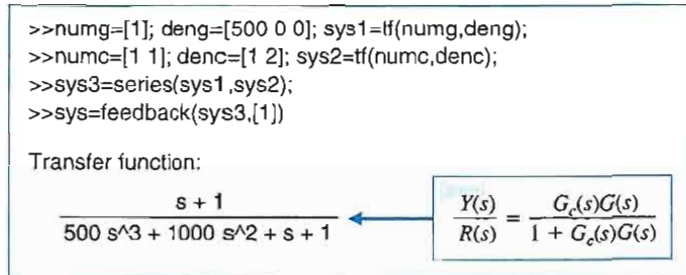 >>numg=[1]; deng=[500 0 0]; sys1=tf(numg,deng);
>>numc=[1 1]; denc=[1 2]; sys2=tf(numc,denc);
>>sys3=series(sys1,sys2);
>>sys=feedback(sys3,[1])
Transfer function:
s + 1
500 s^3 + 1000 s^2 + s + 1
Y(s)/R(s) = Gc(s)G(s)/1 + Gc(s)G(s)